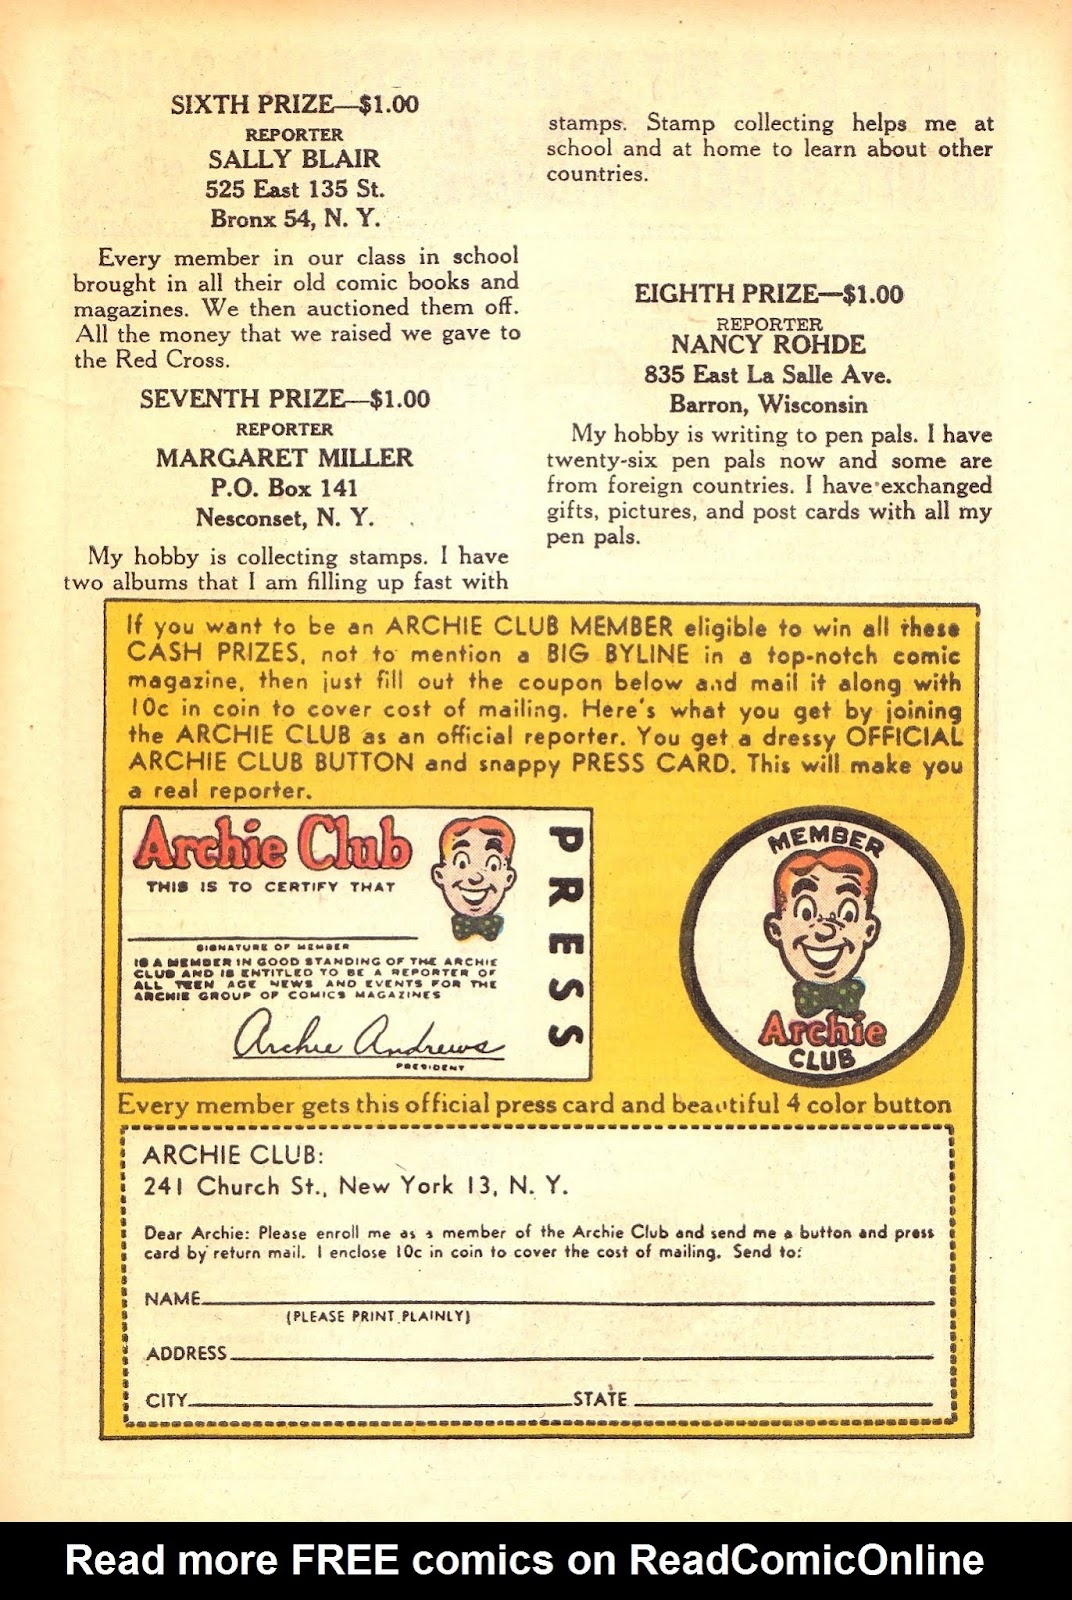 SIXTH PRIZE—$1.00
REPORTER
SALLY BLAIR
525 East 135 St.
Bronx 54, N. Y.
Every member in our class in school
brought in all their old comic books and
magazines. We then auctioned them off.
All the money that we raised we gave to
the Red Cross.
SEVENTH PRIZE—$1.00
REPORTER
MARGARET MILLER
P.O. Box 141
Nesconset, N. Y.
My hobby is collecting stamps. I have
two albums that I am filling up fast with
stamps. Stamp collecting helps me at
school and at home to learn about other
countries.
EIGHTH PRIZE—$1.00
REPORTER
NANCY ROHDE
835 East La Salle Ave.
Barron, Wisconsin
My hobby is writing to pen pals. I have
twenty-six pen pals now and some are
from foreign countries. I have exchanged
gifts, pictures, and post cards with all my
pen pals.
If you want to be an ARCHIE CLUB MEMBER eligible to win all these
CASH PRIZES, not to mention a BIG BYLINE in a top-notch comic
magazine, then just fill out the coupon below and mail it along with
10c in coin to cover cost of mailing. Here's what you get by joining
the ARCHIE CLUB as an official reporter. You get a dressy OFFICIAL
ARCHIE CLUB BUTTON and snappy PRESS CARD. This will make you
a real reporter.
Archie Club
THIS IS TO CERTIFY THAT
SIGNATURE OF MEMBER
IS A MEMBER IN GOOD STANDING OF THE ARCHIE
CLUB AND IS ENTITLED TO BE A REPORTER OF
ALL TEEN AGE NEWS AND EVENTS FOR THE
ARCHIE GROUP OF COMICS MAGAZINES
Archie Andrews
PRESIDENT
PRESS
MEMBER
Archie
CLUB
Every member gets this official press card and beautiful 4 color button
ARCHIE CLUB:
241 Church St., New York 13, N. Y.
Dear Archie: Please enroll me as a member of the Archie Club and send me a button and press
card by return mail. I enclose 10c in coin to cover the cost of mailing. Send to:
NAME
(PLEASE PRINT PLAINLY)
ADDRESS
CITY STATE
Read more FREE comics on ReadComicOnline